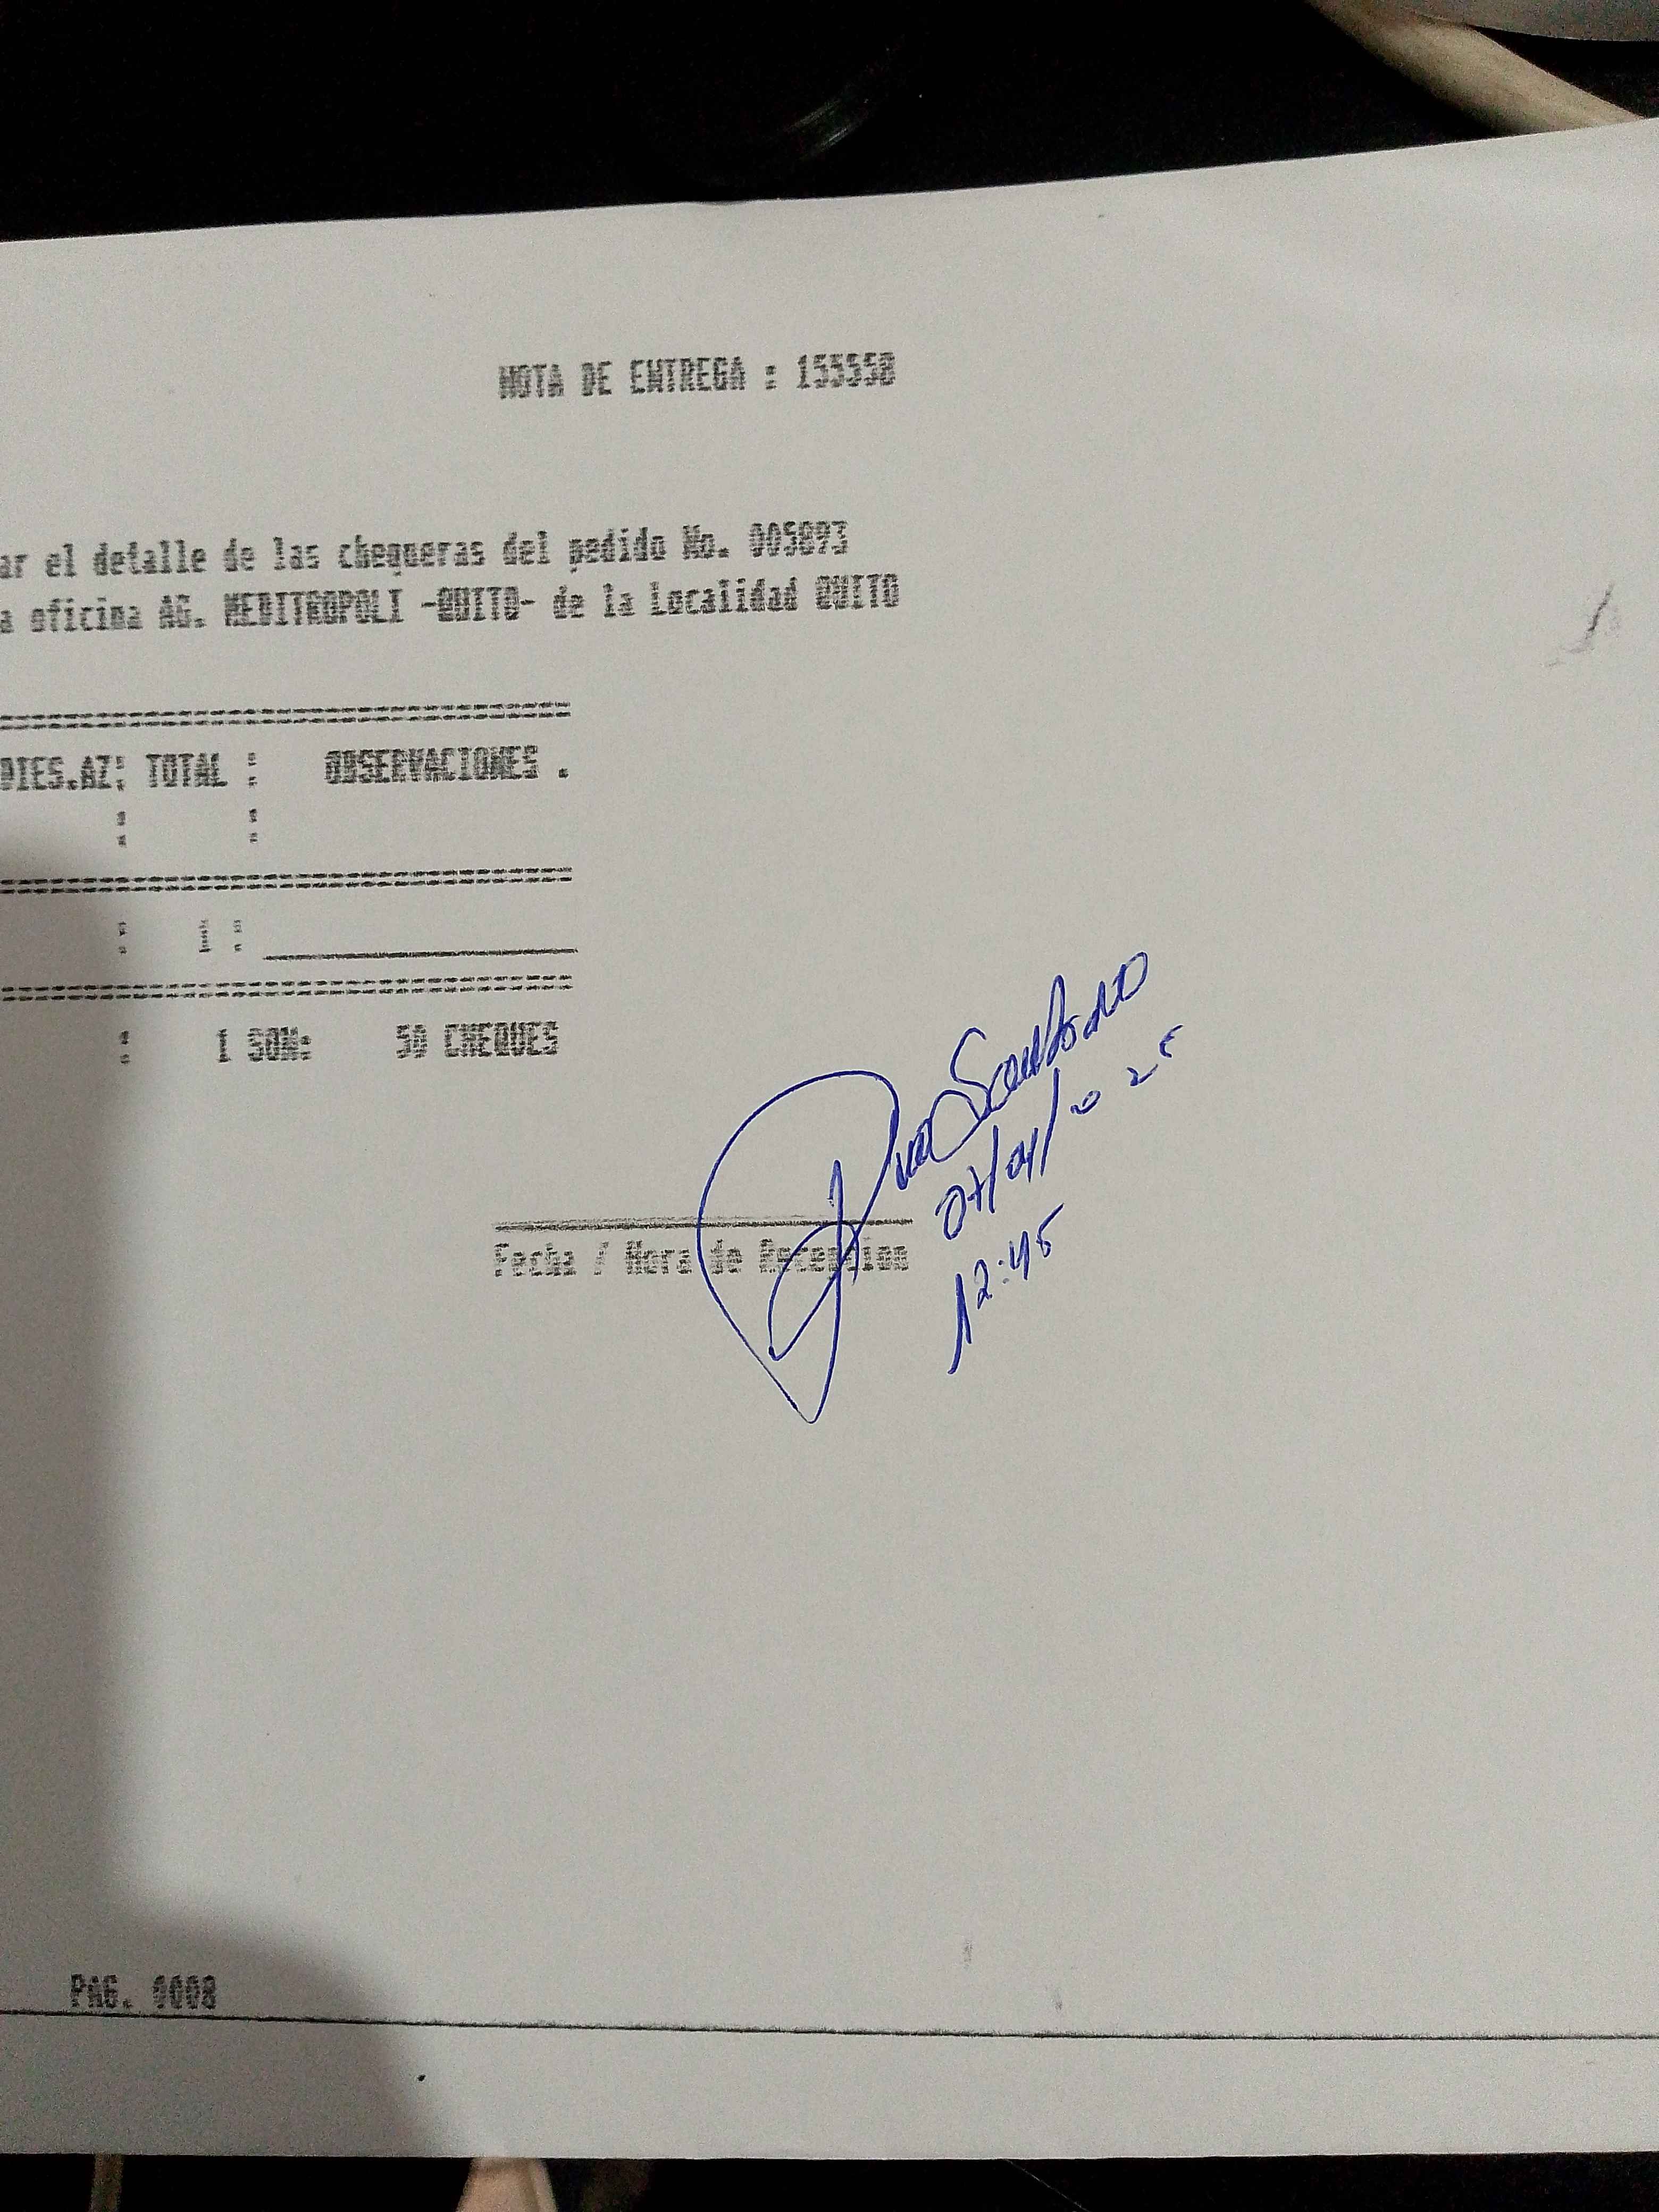 NOTA DE ENTREGA : 155558
ar el detalle de las chequeras del pedido No. 005893
a oficina AG. MEDITROPOLI -QUITO- de la Localidad QUITO
DIES.AZ: TOTAL : OBSERVACIONES .
: 1 :
: 1 SON: 50 CHEQUES
07/04/2025
12:45
Fecha / Hora de Recepcion
PAG. 0008